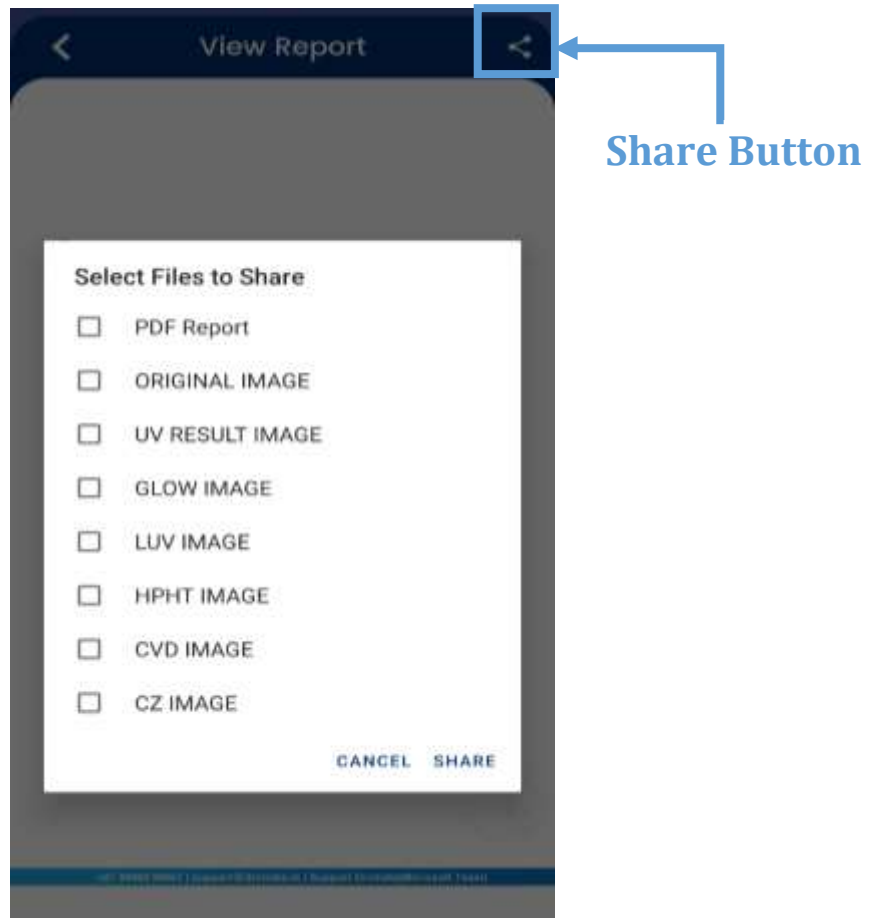 View Report
Share Button
Select Files to Share
PDF Report
ORIGINAL IMAGE
UV RESULT IMAGE
GLOW IMAGE
LUV IMAGE
HPHT IMAGE
CVD IMAGE
CZ IMAGE
CANCEL SHARE